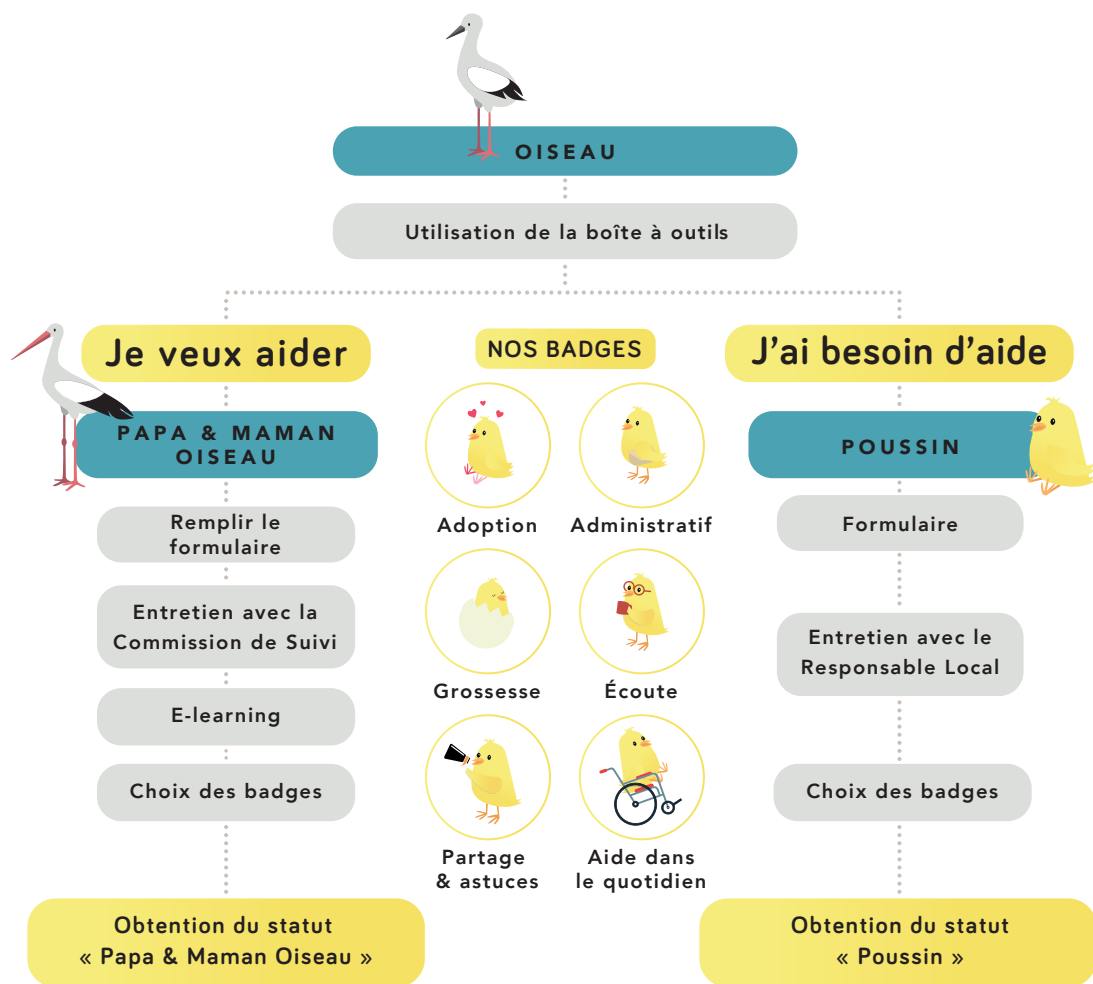 OISEAU
Utilisation de la boîte à outils
Je veux aider
PAPA & MAMAN
OISEAU
Remplir le
formulaire
Entretien avec la
Commission de Suivi
E-learning
Choix des badges
Obtention du statut
« Papa & Maman Oiseau »
NOS BADGES
Adoption
Administratif
Grossesse
Écoute
Partage
& astuces
Aide dans
le quotidien
J'ai besoin d'aide
POUSSIN
Formulaire
Entretien avec le
Responsable Local
Choix des badges
Obtention du statut
« Poussin »